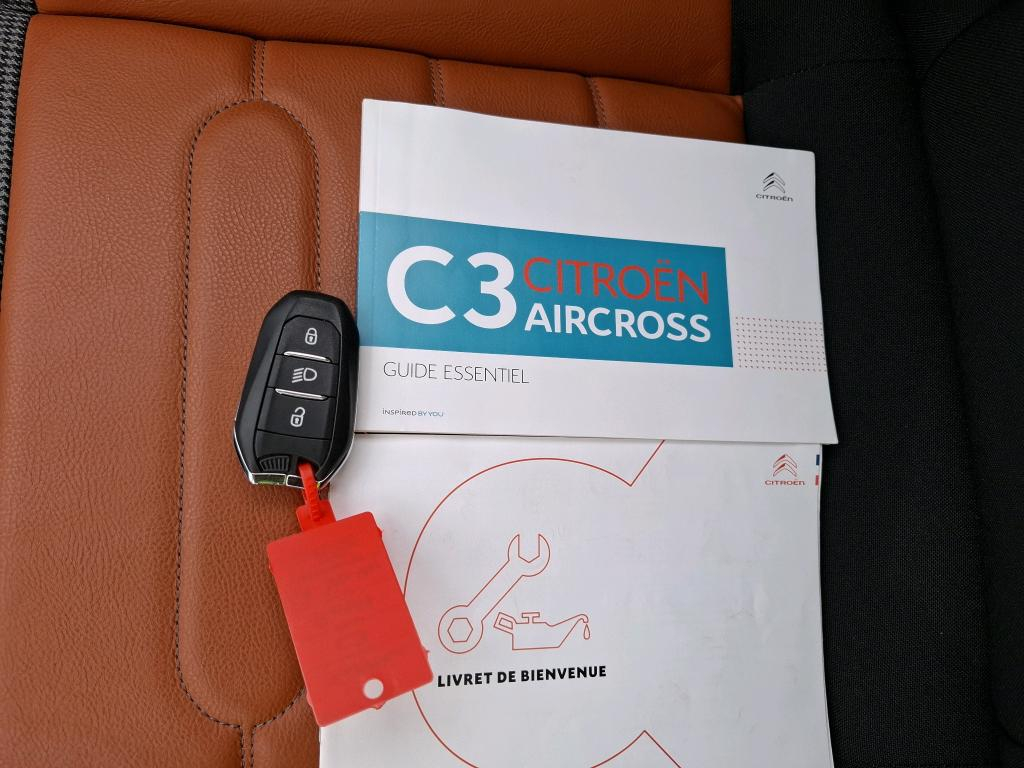 CITROËN
C3 CITROËN
AIRCROSS
GUIDE ESSENTIEL
INSPIRED BY YOU
CITROËN
LIVRET DE BIENVENUE